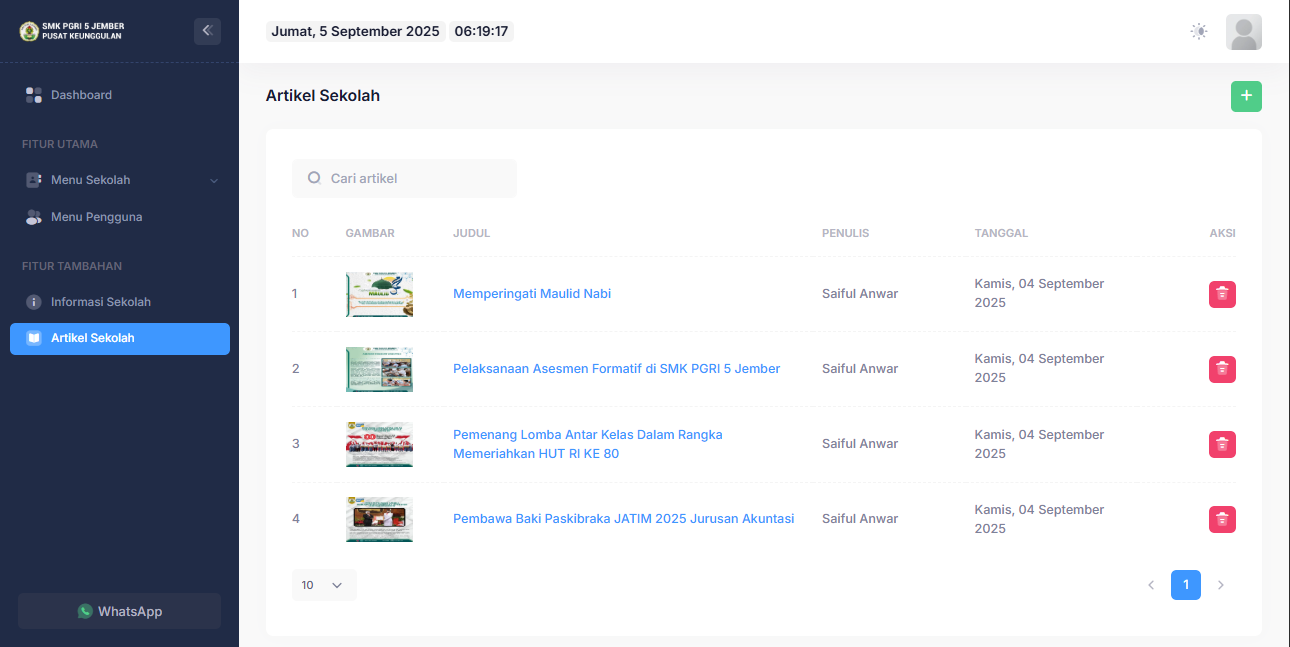 SMK PGRI 5 JEMBER
PUSAT KEUNGGULAN
Jumat, 5 September 2025 06:19:17
Dashboard
FITUR UTAMA
Menu Sekolah
Menu Pengguna
FITUR TAMBAHAN
Informasi Sekolah
Artikel Sekolah
WhatsApp
Artikel Sekolah
+
Cari artikel
NO GAMBAR JUDUL PENULIS TANGGAL AKSI
1 Memperingati Maulid Nabi Saiful Anwar Kamis, 04 September
2025
2 Pelaksanaan Asesmen Formatif di SMK PGRI 5 Jember Saiful Anwar Kamis, 04 September
2025
3 Pemenang Lomba Antar Kelas Dalam Rangka Saiful Anwar Kamis, 04 September
Memeriahkan HUT RI KE 80 2025
4 Pembawa Baki Paskibraka JATIM 2025 Jurusan Akuntasi Saiful Anwar Kamis, 04 September
2025
10 1